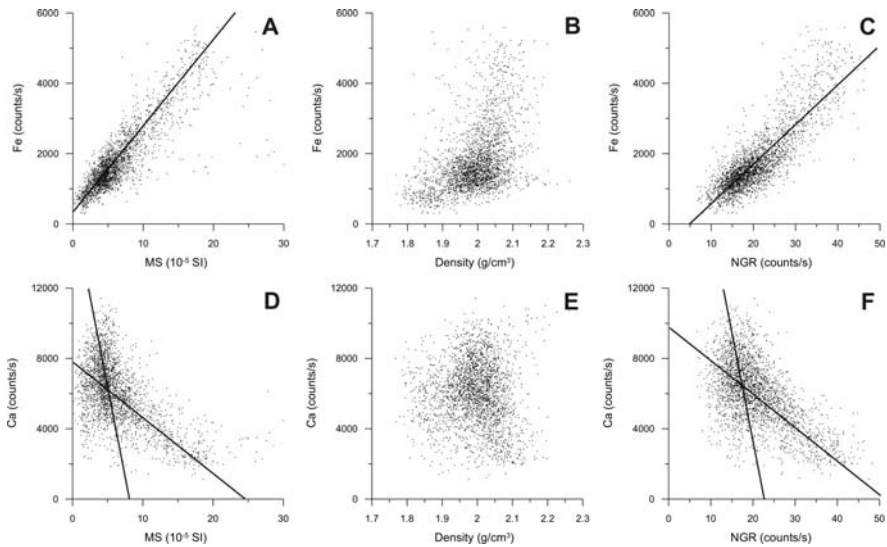 A
6000
4000
2000
0
Fe (counts/s)
0 10 20 30
MS (10⁻⁵ SI)
B
6000
4000
2000
0
Fe (counts/s)
1.7 1.8 1.9 2 2.1 2.2 2.3
Density (g/cm³)
C
6000
4000
2000
0
Fe (counts/s)
0 10 20 30 40 50
NGR (counts/s)
D
12000
8000
4000
0
Ca (counts/s)
0 10 20 30
MS (10⁻⁵ SI)
E
12000
8000
4000
0
Ca (counts/s)
1.7 1.8 1.9 2 2.1 2.2 2.3
Density (g/cm³)
F
12000
8000
4000
0
Ca (counts/s)
0 10 20 30 40 50
NGR (counts/s)